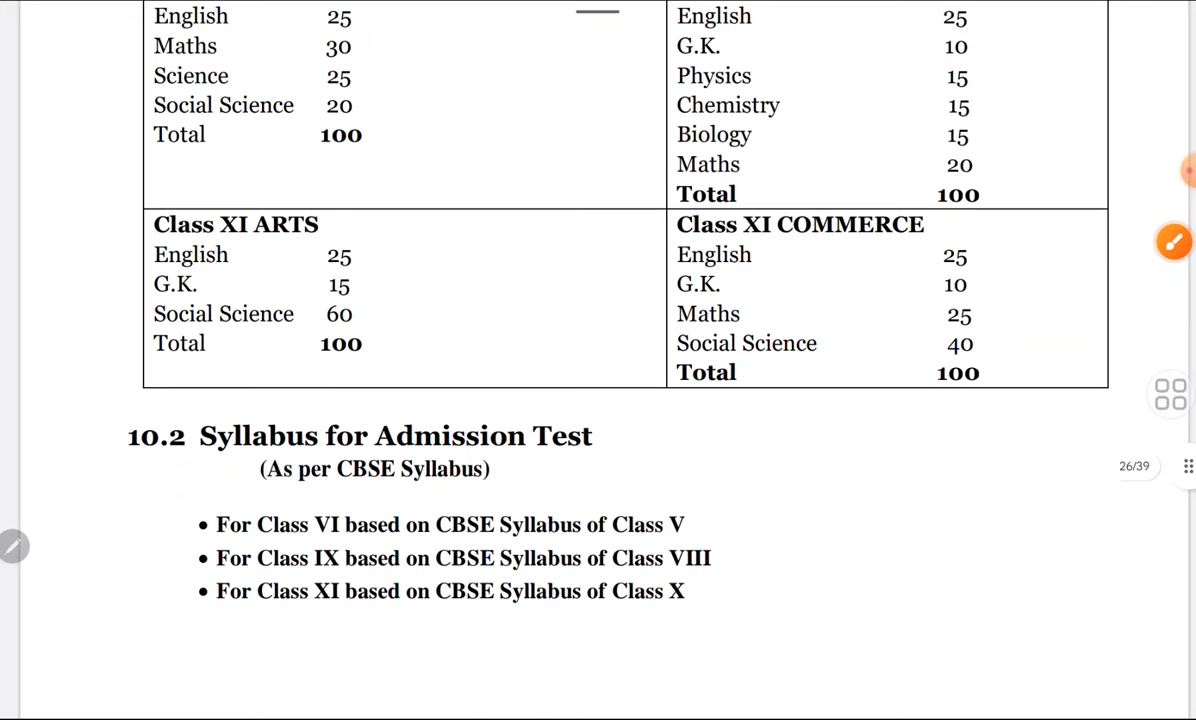 English 25
Maths 30
Science 25
Social Science 20
Total 100
English 25
G.K. 10
Physics 15
Chemistry 15
Biology 15
Maths 20
Total 100
Class XI ARTS
English 25
G.K. 15
Social Science 60
Total 100
Class XI COMMERCE
English 25
G.K. 10
Maths 25
Social Science 40
Total 100
10.2 Syllabus for Admission Test
(As per CBSE Syllabus)
26/39
• For Class VI based on CBSE Syllabus of Class V
• For Class IX based on CBSE Syllabus of Class VIII
• For Class XI based on CBSE Syllabus of Class X